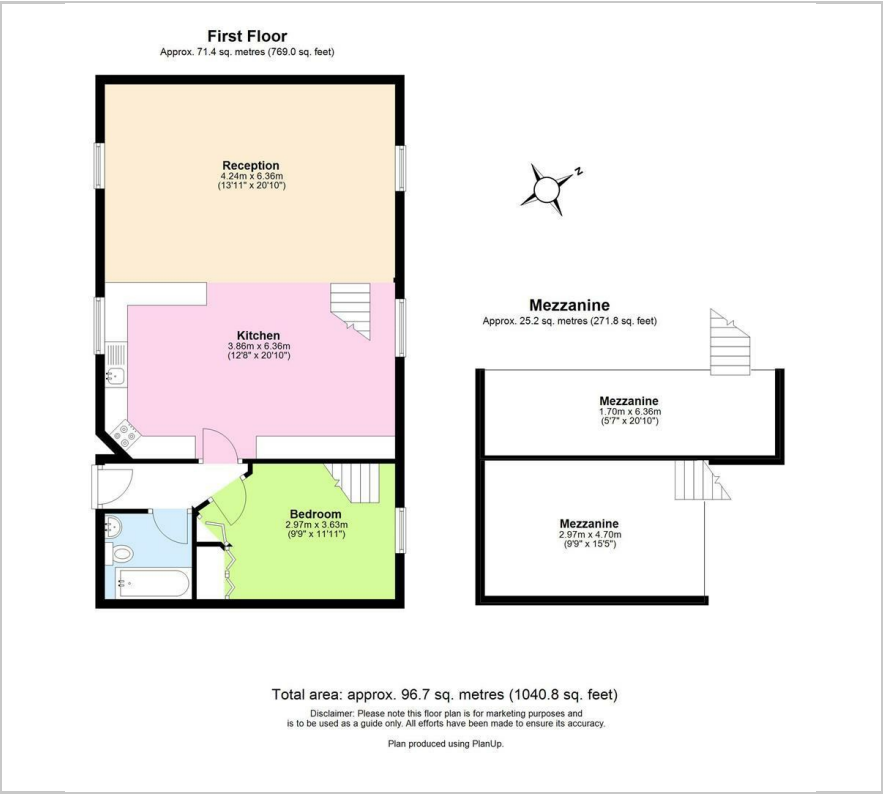 First Floor
Approx. 71.4 sq. metres (769.0 sq. feet)
Reception
4.24m x 6.36m
(13'11" x 20'10")
N
Kitchen
3.86m x 6.36m
(12'8" x 20'10")
Mezzanine
Approx. 25.2 sq. metres (271.8 sq. feet)
Mezzanine
1.70m x 6.36m
(5'7" x 20'10")
Bedroom
2.97m x 3.63m
(9'9" x 11'11")
Mezzanine
2.97m x 4.70m
(9'9" x 15'5")
Total area: approx. 96.7 sq. metres (1040.8 sq. feet)
Disclaimer: Please note this floor plan is for marketing purposes and
is to be used as a guide only. All efforts have been made to ensure its accuracy.
Plan produced using PlanUp.